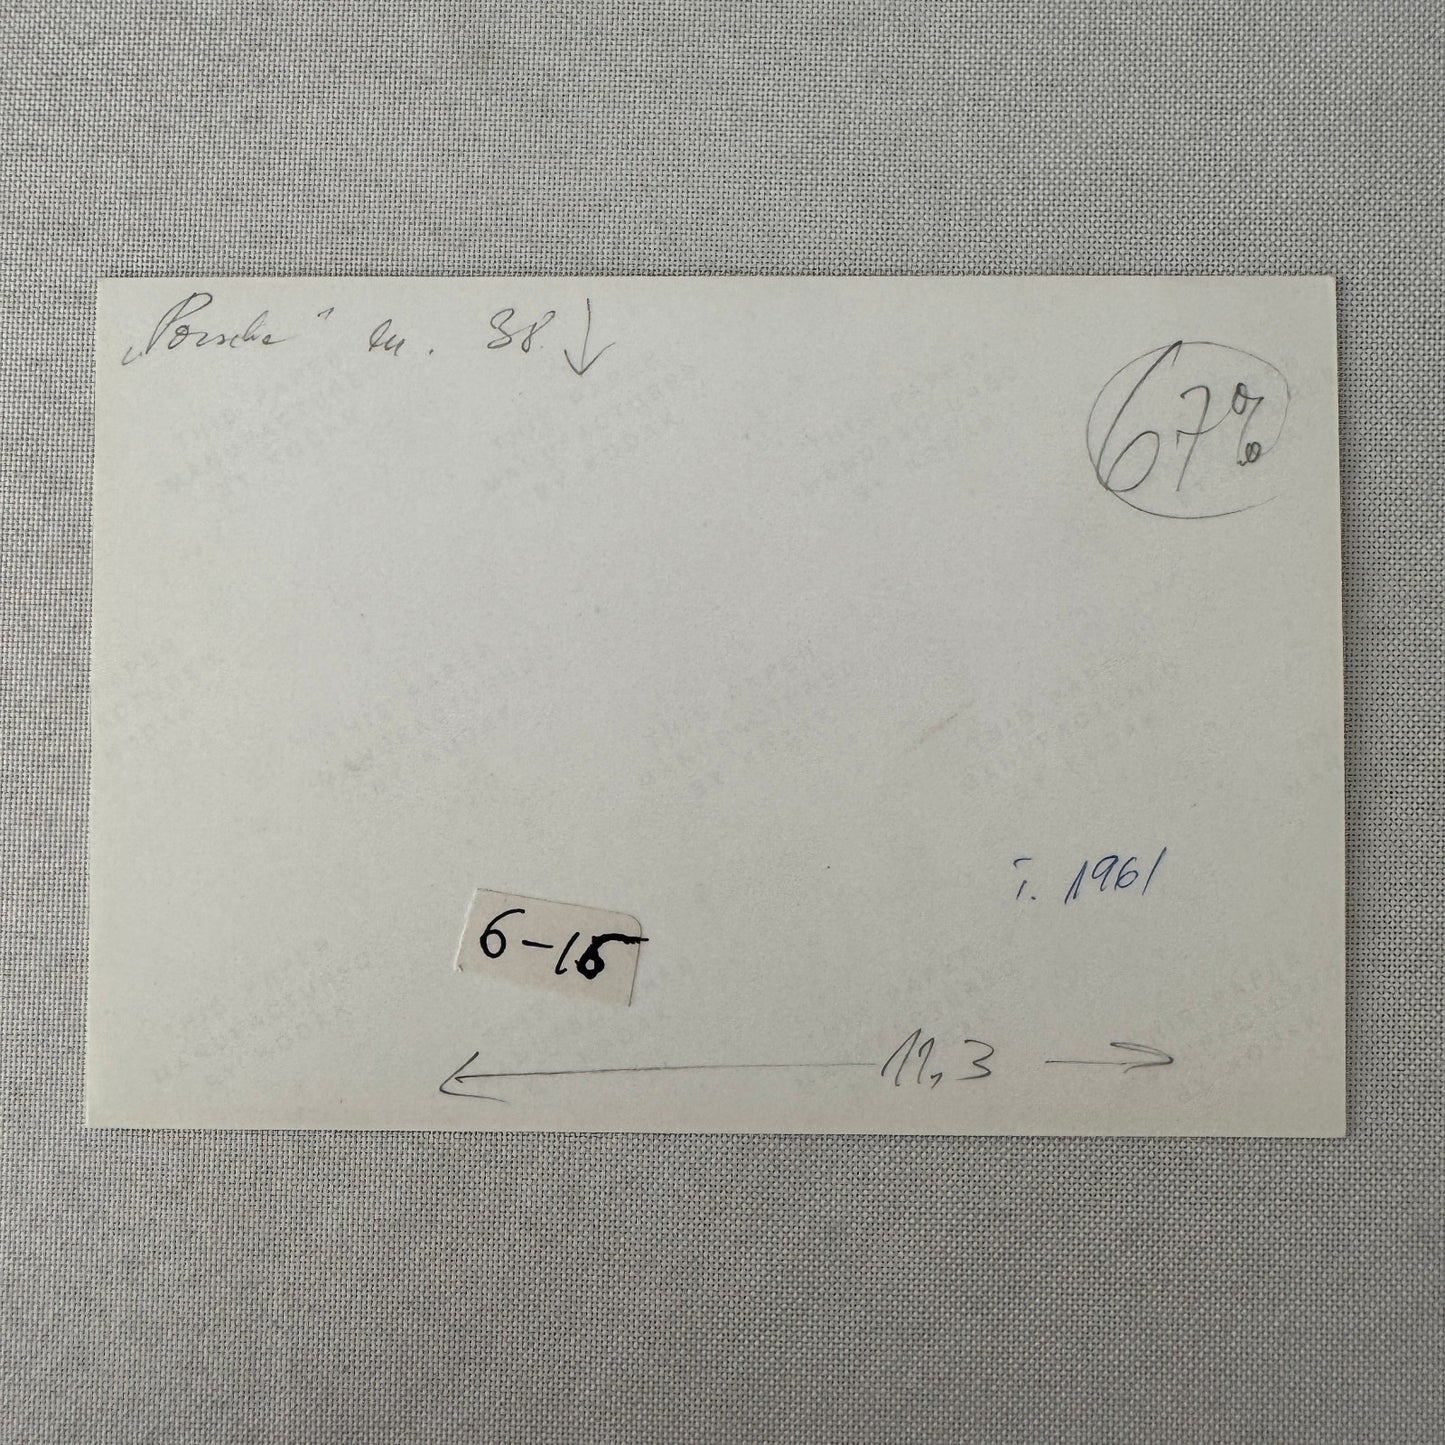 „Porsche“ m. 38 ↓
67%
i. 1961
6-15
← 11,3 →